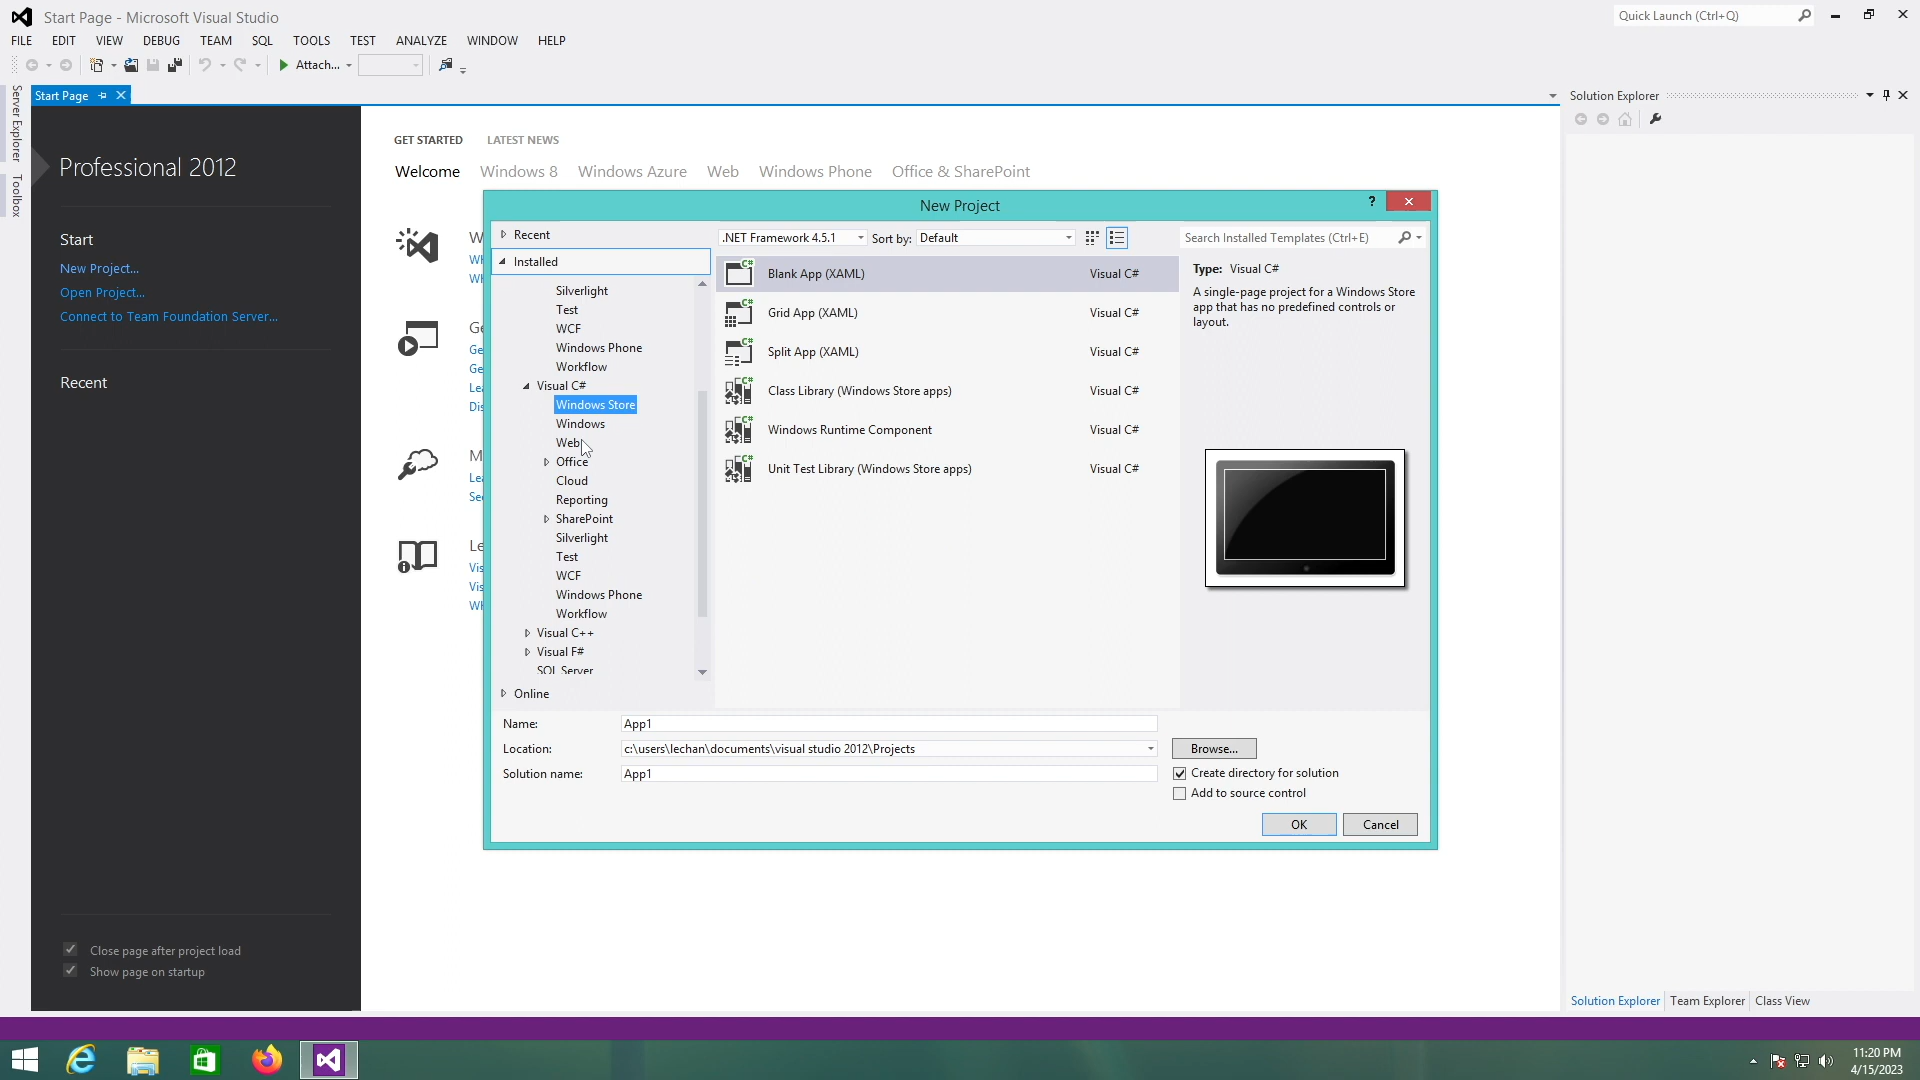 Start Page - Microsoft Visual Studio
Quick Launch (Ctrl+Q)
FILE EDIT VIEW DEBUG TEAM SQL TOOLS TEST ANALYZE WINDOW HELP
Attach...
Server Explorer
Toolbox
Start Page
Solution Explorer
Professional 2012
Start
New Project...
Open Project...
Connect to Team Foundation Server...
Recent
Close page after project load
Show page on startup
GET STARTED LATEST NEWS
Welcome Windows 8 Windows Azure Web Windows Phone Office & SharePoint
New Project
Recent
Installed
Silverlight
Test
WCF
Windows Phone
Workflow
Visual C#
Windows Store
Windows
Web
Office
Cloud
Reporting
SharePoint
Silverlight
Test
WCF
Windows Phone
Workflow
Visual C++
Visual F#
SQL Server
Online
.NET Framework 4.5.1 Sort by: Default
Search Installed Templates (Ctrl+E)
Blank App (XAML) Visual C#
Grid App (XAML) Visual C#
Split App (XAML) Visual C#
Class Library (Windows Store apps) Visual C#
Windows Runtime Component Visual C#
Unit Test Library (Windows Store apps) Visual C#
Type: Visual C#
A single-page project for a Windows Store
app that has no predefined controls or
layout.
Name: App1
Location: c:\users\lechan\documents\visual studio 2012\Projects
Browse...
Solution name: App1
Create directory for solution
Add to source control
OK Cancel
Solution Explorer Team Explorer Class View
11:20 PM
4/15/2023